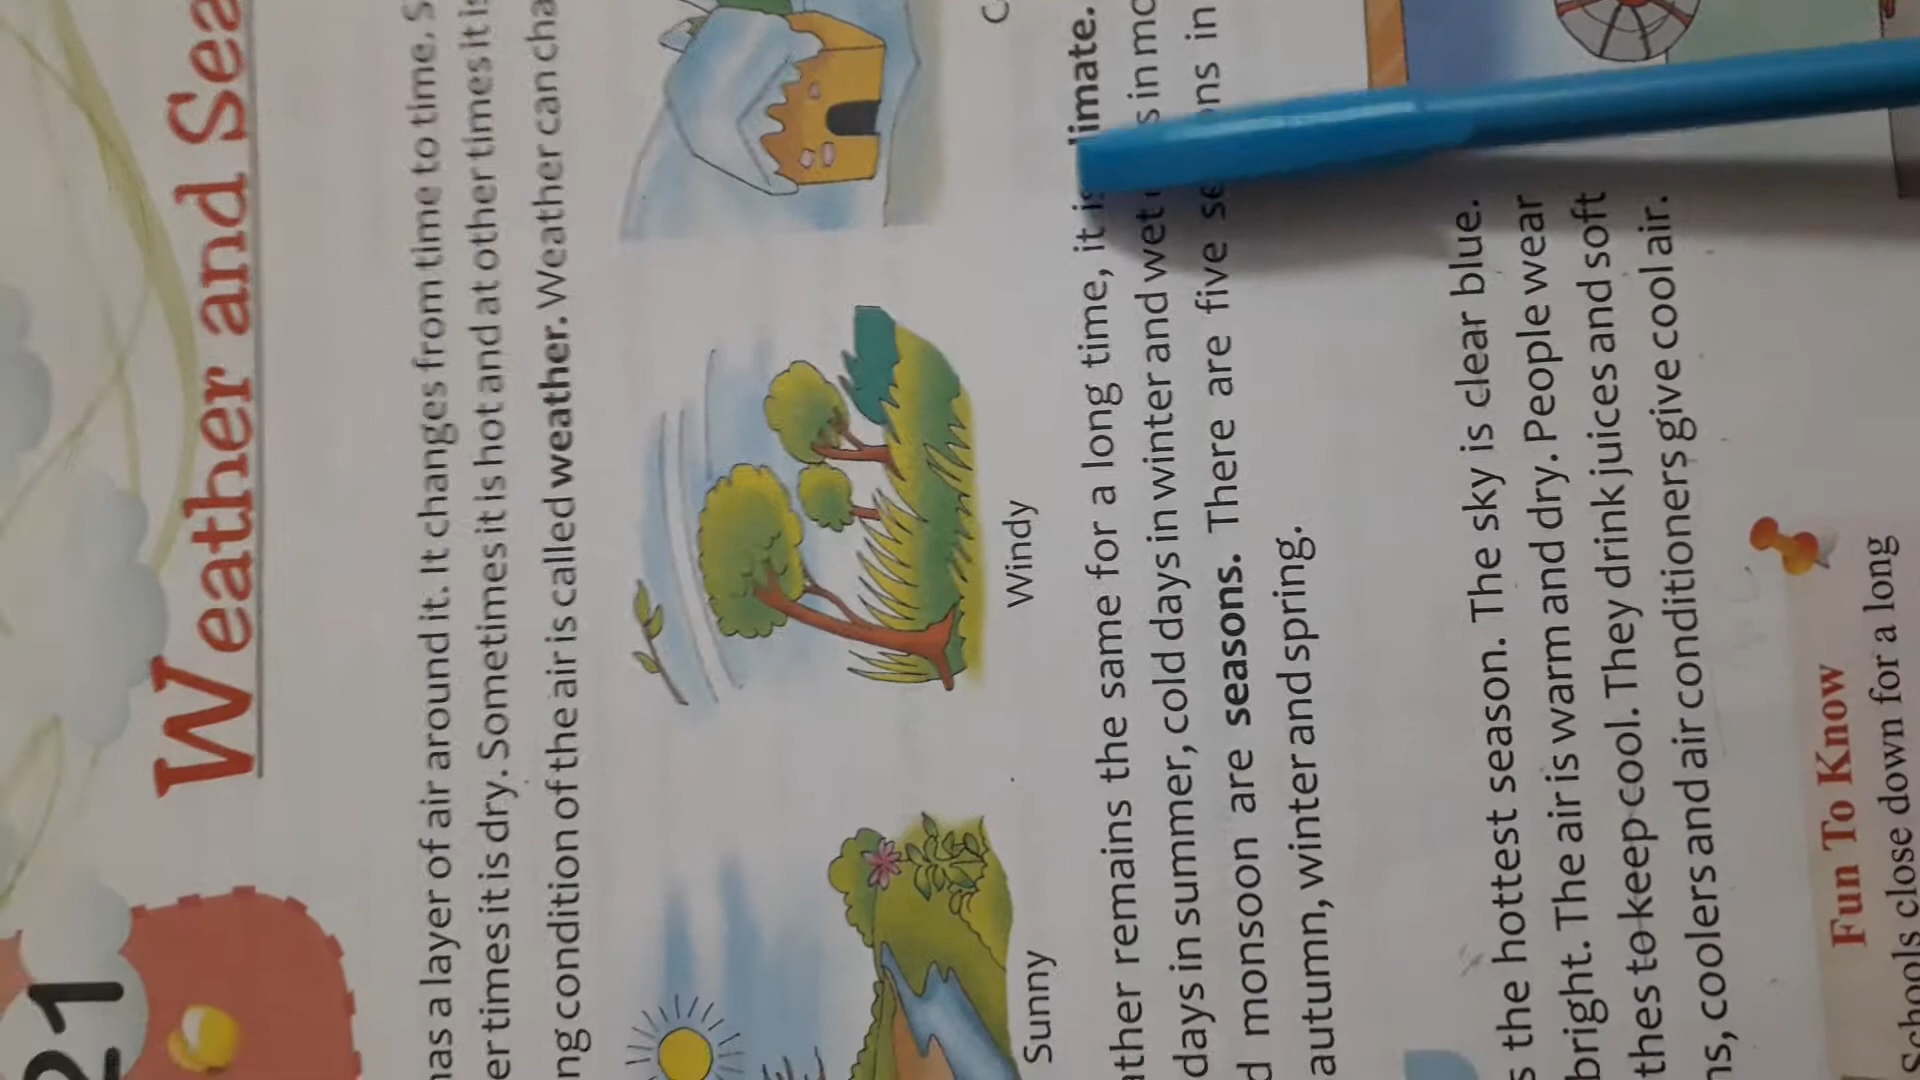 21
Weather and Sea
has a layer of air around it. It changes from time to time. S
er times it is dry. Sometimes it is hot and at other times it is
ng condition of the air is called weather. Weather can cha
Sunny
Windy
C
ather remains the same for a long time, it is climate.
days in summer, cold days in winter and wet in mo
d monsoon are seasons. There are five in
autumn, winter and spring.
s the hottest season. The sky is clear blue.
bright. The air is warm and dry. People wear
thes to keep cool. They drink juices and soft
ns, coolers and air conditioners give cool air.
Fun To Know
Schools close down for a long